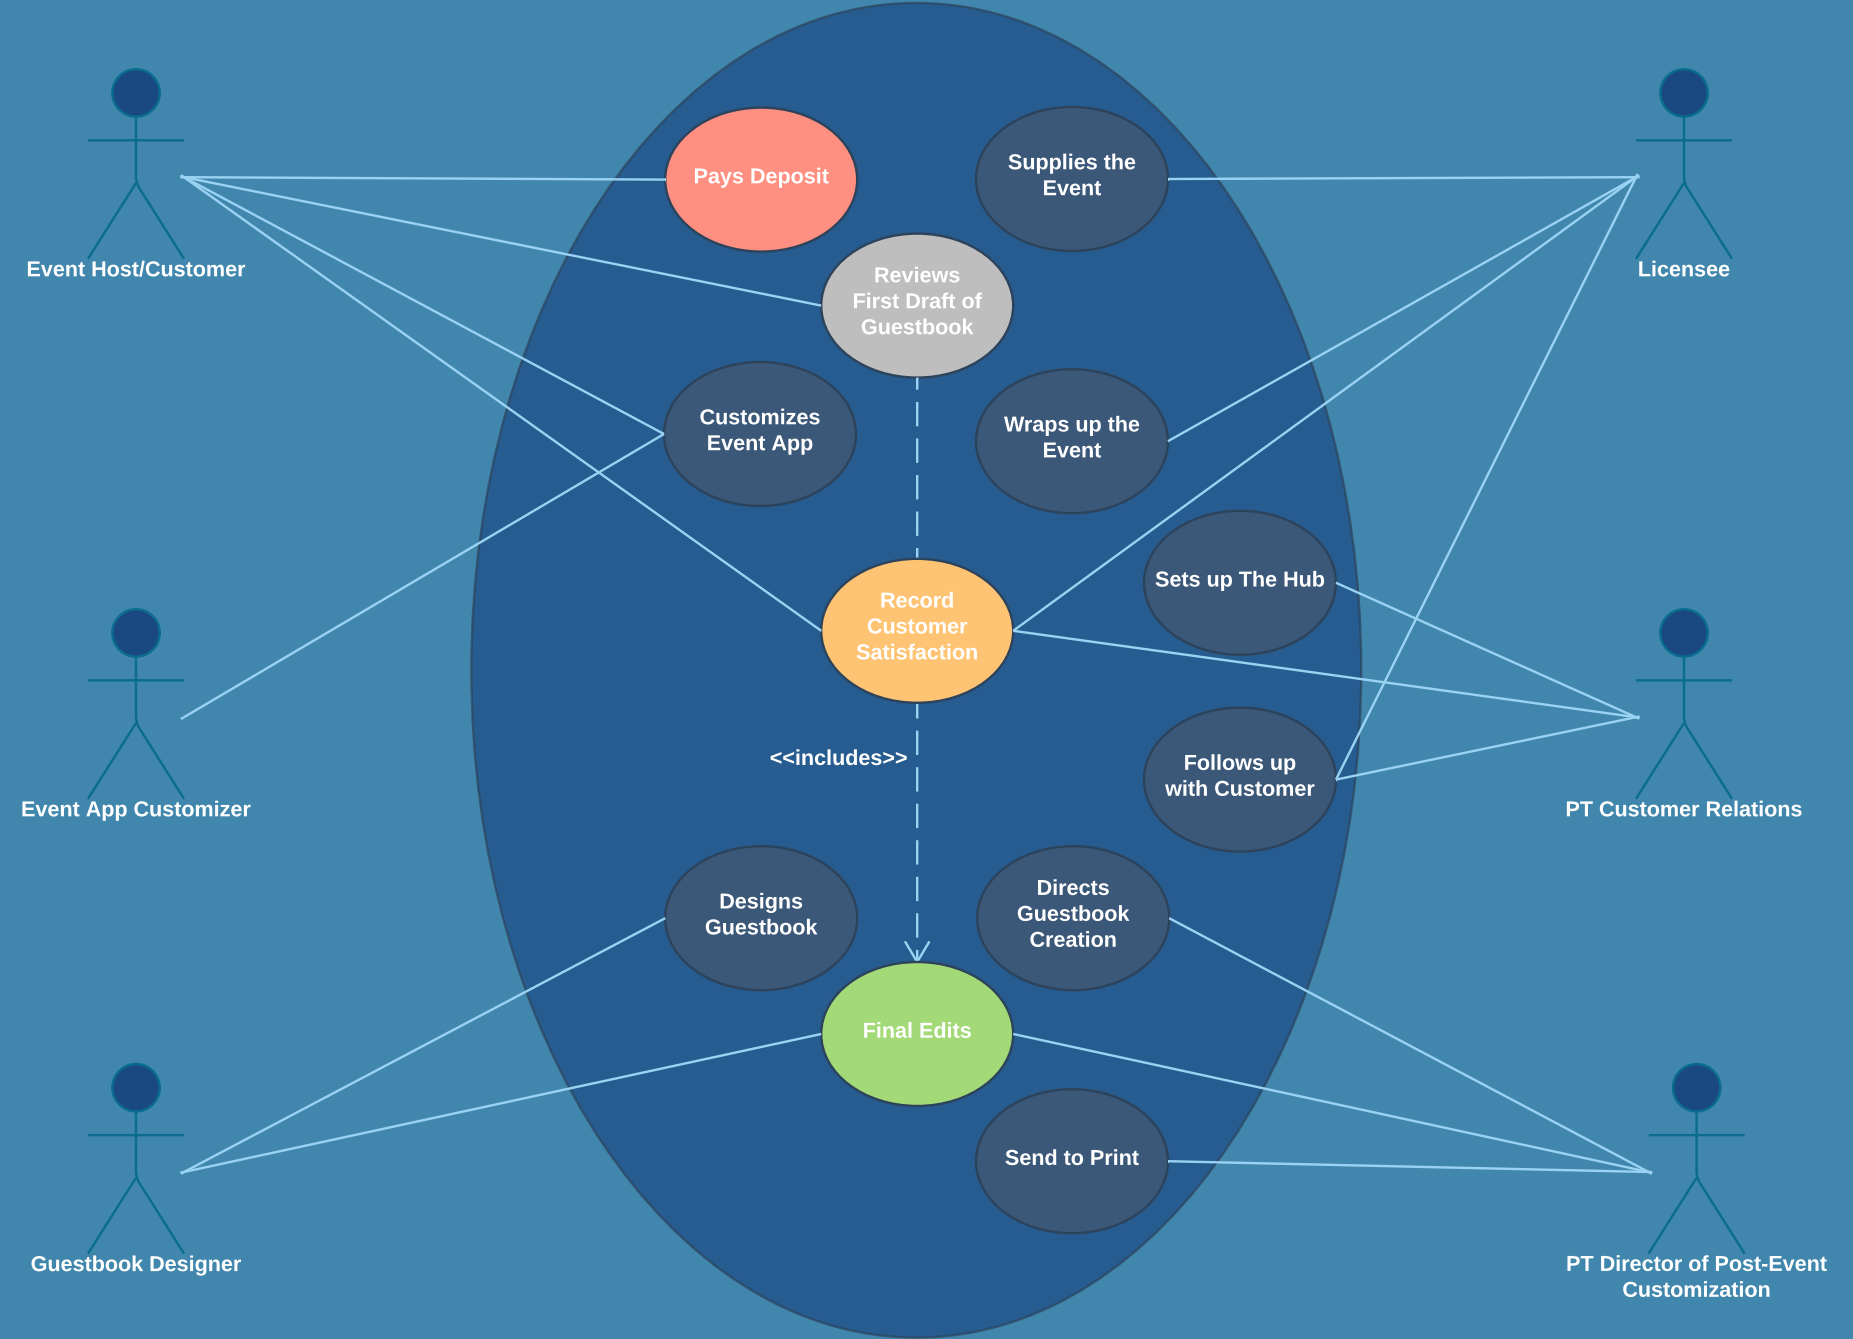 Event Host/Customer
Pays Deposit
Supplies the
Event
Licensee
Reviews
First Draft of
Guestbook
Customizes
Event App
Wraps up the
Event
Sets up The Hub
Record
Customer
Satisfaction
Event App Customizer
<<includes>>
Follows up
with Customer
PT Customer Relations
Designs
Guestbook
Directs
Guestbook
Creation
Final Edits
Send to Print
Guestbook Designer
PT Director of Post-Event
Customization